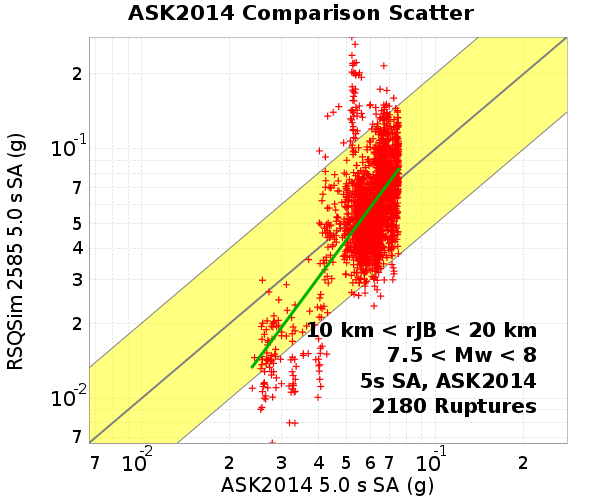 ASK2014 Comparison Scatter
RSQSim 2585 5.0 s SA (g)
2
10-1
7
5
4
3
2
10-2
7
10 km < rJB < 20 km
7.5 < Mw < 8
5s SA, ASK2014
2180 Ruptures
7 10-2 2 3 4 5 6 7 10-1 2
ASK2014 5.0 s SA (g)